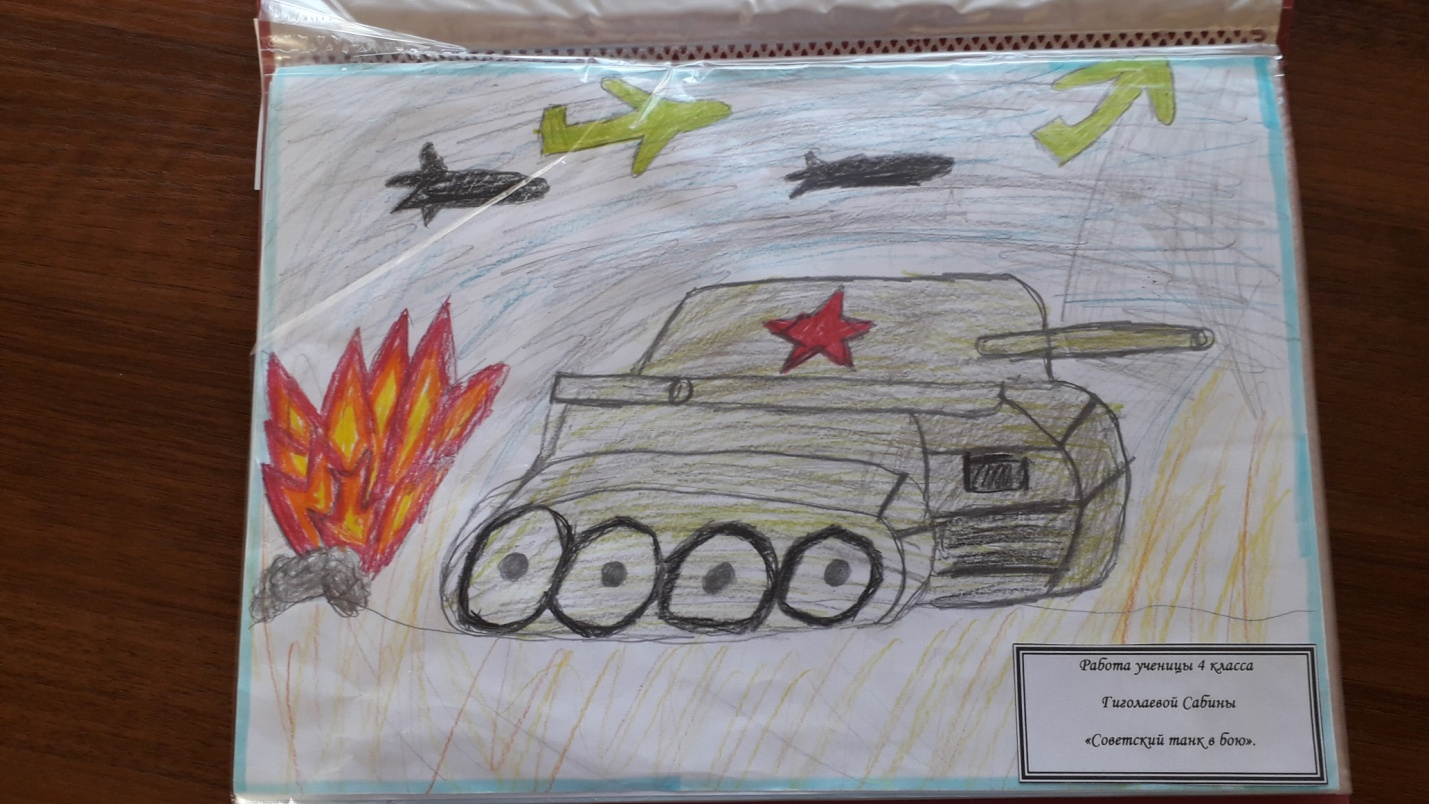 Работа ученицы 4 класса
Гиголаевой Сабины
«Советский танк в бою».